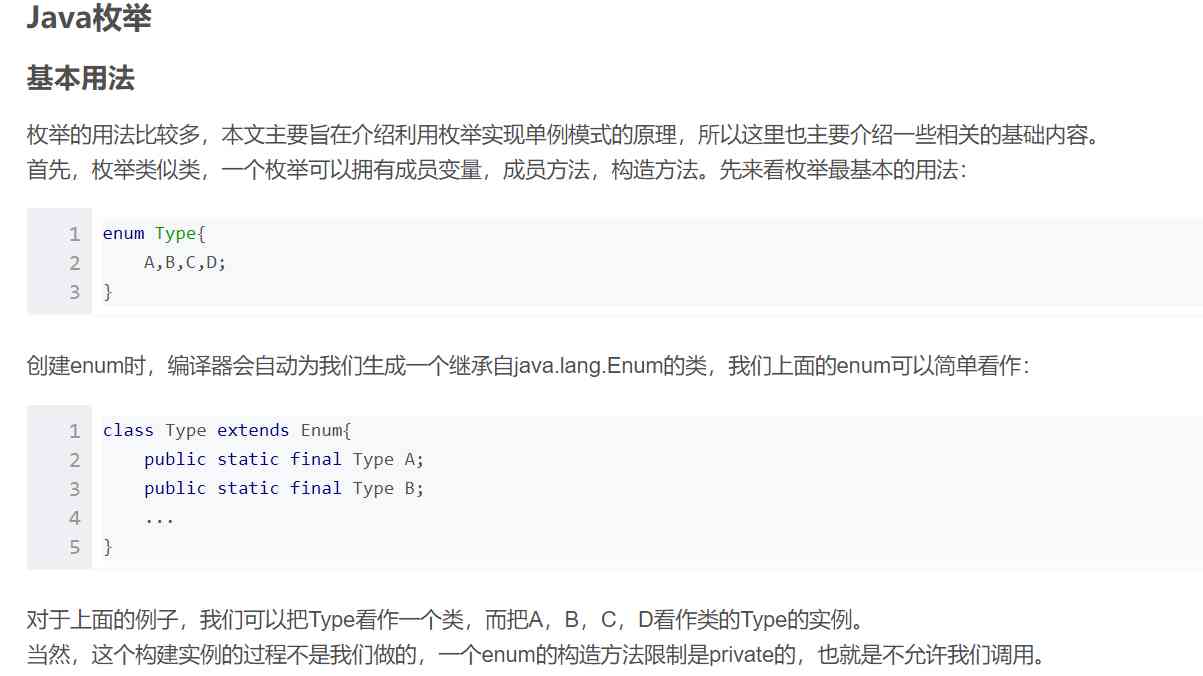 Java枚举
基本用法
枚举的用法比较多，本文主要旨在介绍利用枚举实现单例模式的原理，所以这里也主要介绍一些相关的基础内容。
首先，枚举类似类，一个枚举可以拥有成员变量，成员方法，构造方法。先来看枚举最基本的用法：
1 enum Type{
2     A,B,C,D;
3 }
创建enum时，编译器会自动为我们生成一个继承自java.lang.Enum的类，我们上面的enum可以简单看作：
1 class Type extends Enum{
2     public static final Type A;
3     public static final Type B;
4     ...
5 }
对于上面的例子，我们可以把Type看作一个类，而把A，B，C，D看作类的Type的实例。
当然，这个构建实例的过程不是我们做的，一个enum的构造方法限制是private的，也就是不允许我们调用。